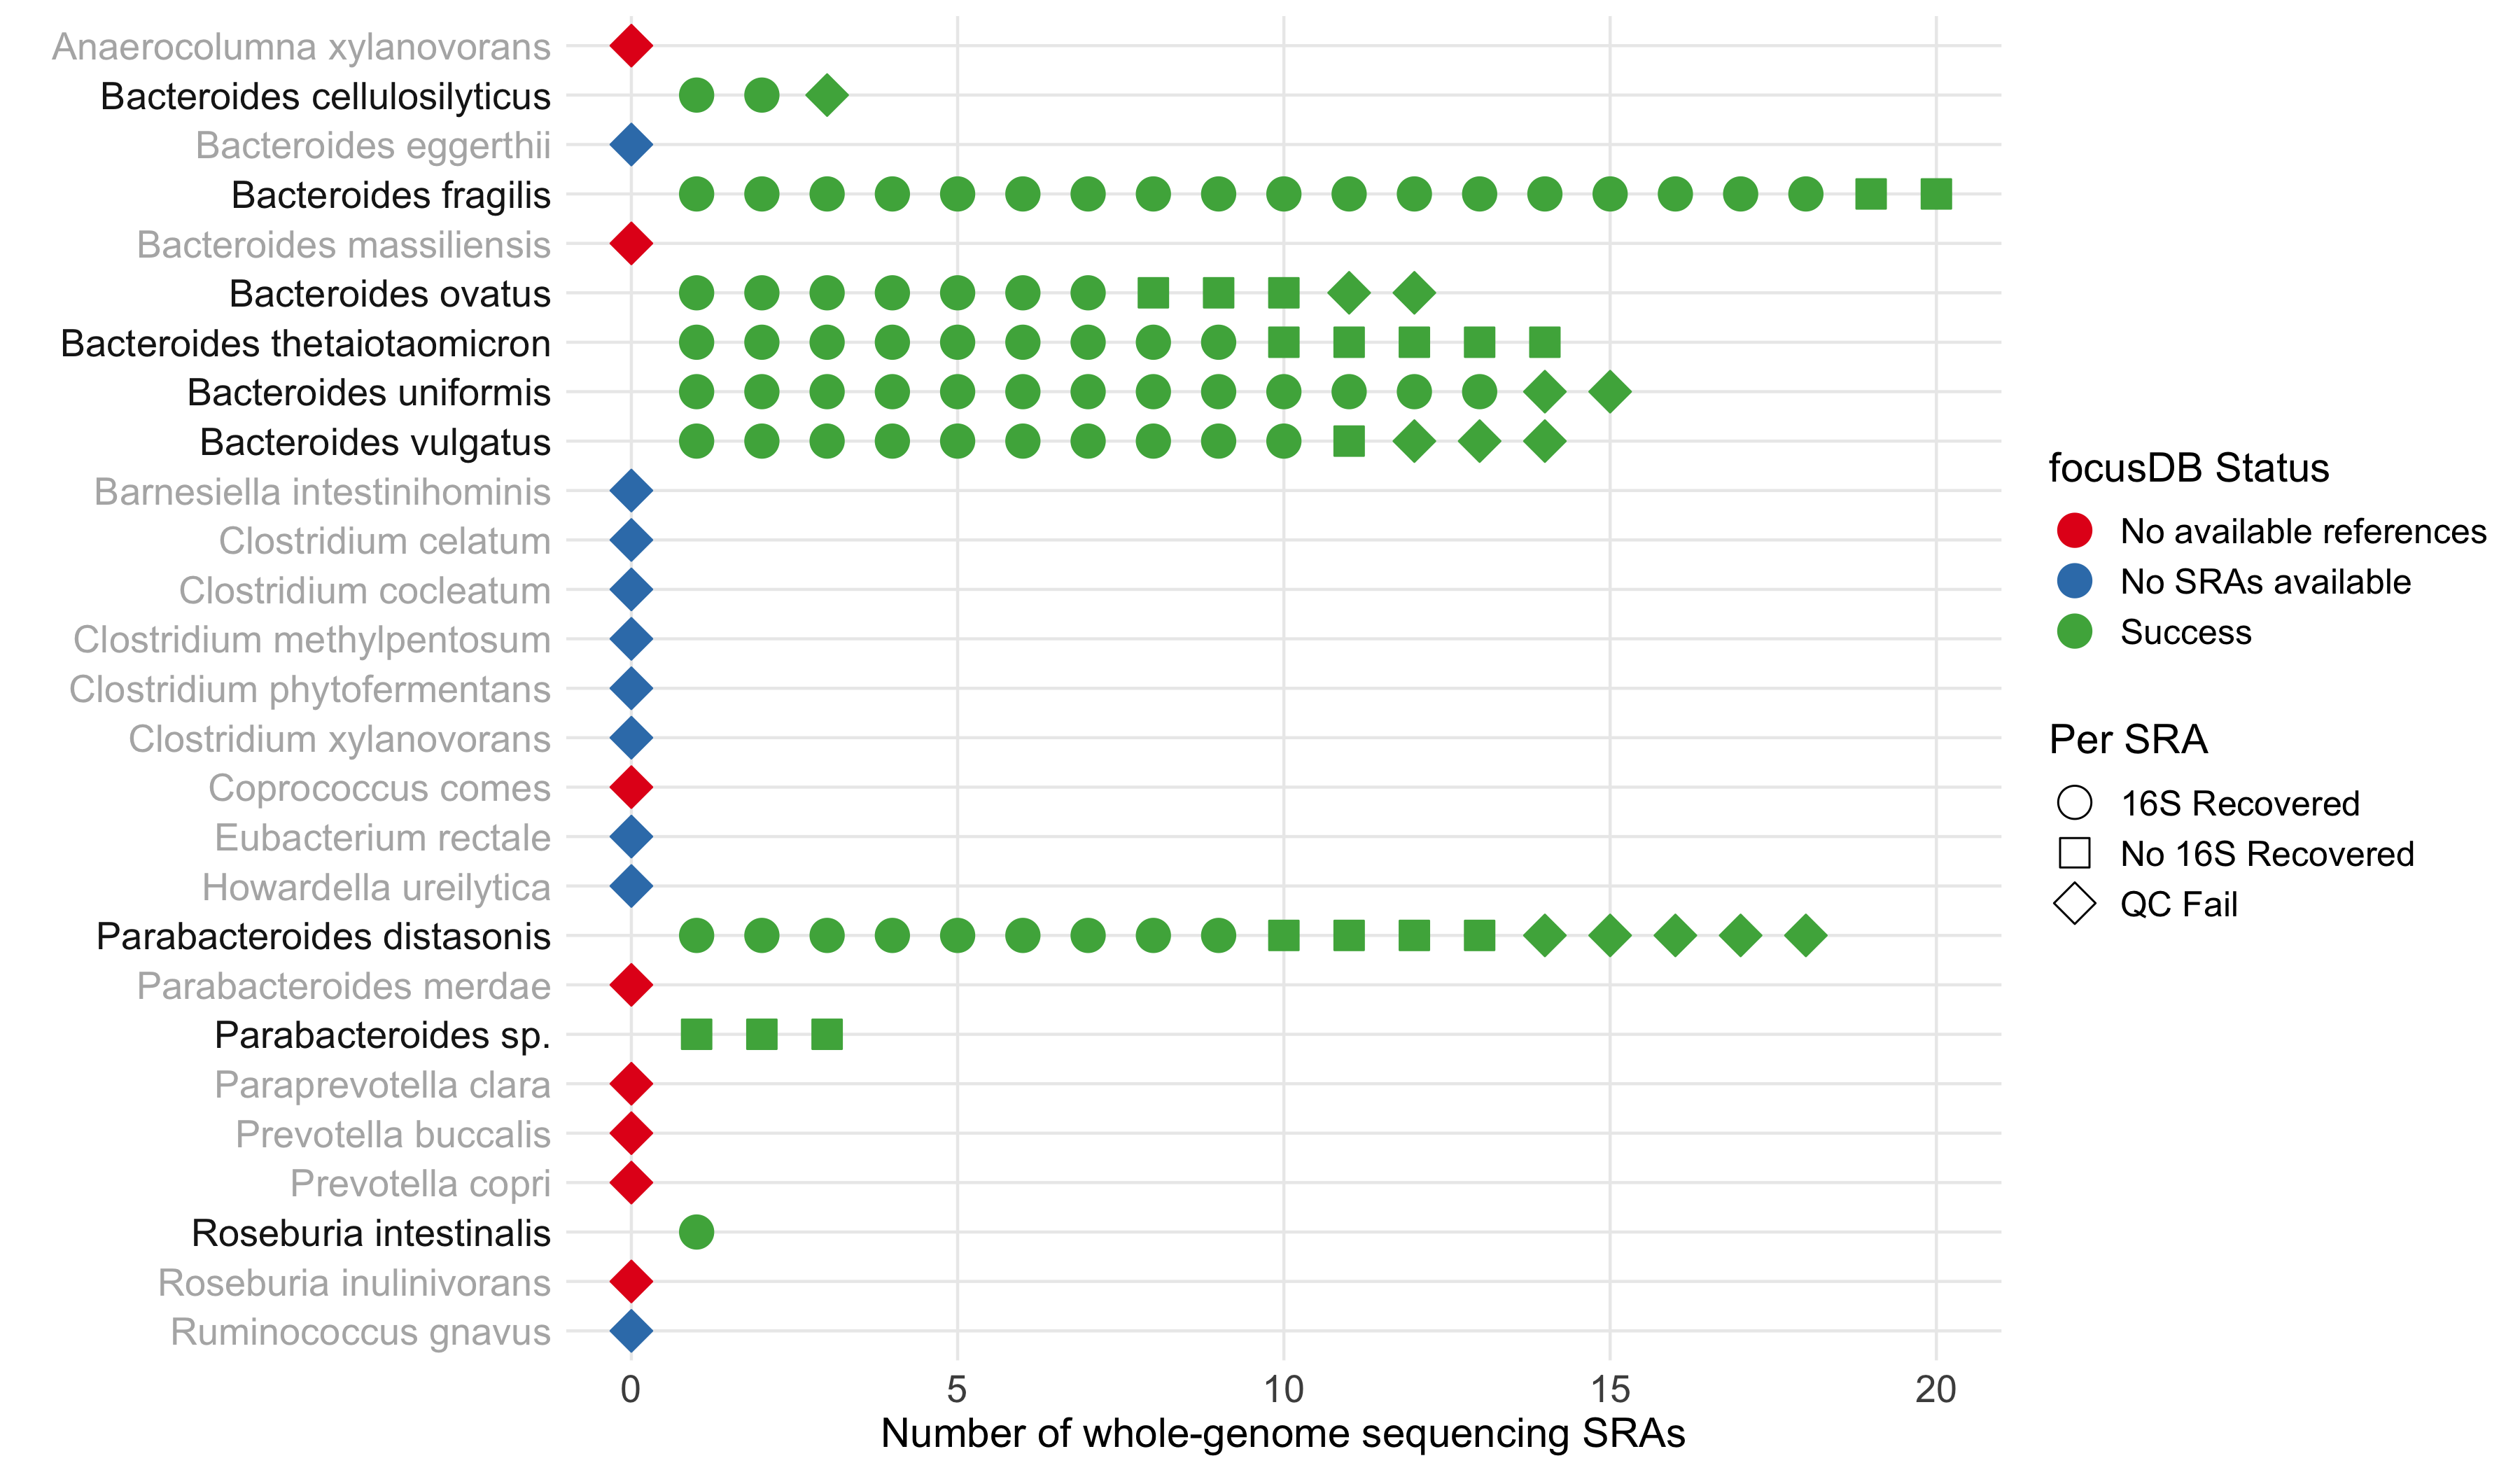 Anaerocolumna xylanovorans
Bacteroides cellulosilyticus
Bacteroides eggerthii
Bacteroides fragilis
Bacteroides massiliensis
Bacteroides ovatus
Bacteroides thetaiotaomicron
Bacteroides uniformis
Bacteroides vulgatus
Barnesiella intestinihominis
Clostridium celatum
Clostridium cocleatum
Clostridium methylpentosum
Clostridium phytofermentans
Clostridium xylanovorans
Coprococcus comes
Eubacterium rectale
Howardella ureilytica
Parabacteroides distasonis
Parabacteroides merdae
Parabacteroides sp.
Paraprevotella clara
Prevotella buccalis
Prevotella copri
Roseburia intestinalis
Roseburia inulinivorans
Ruminococcus gnavus
0 5 10 15 20
Number of whole-genome sequencing SRAs
focusDB Status
No available references
No SRAs available
Success
Per SRA
16S Recovered
No 16S Recovered
QC Fail